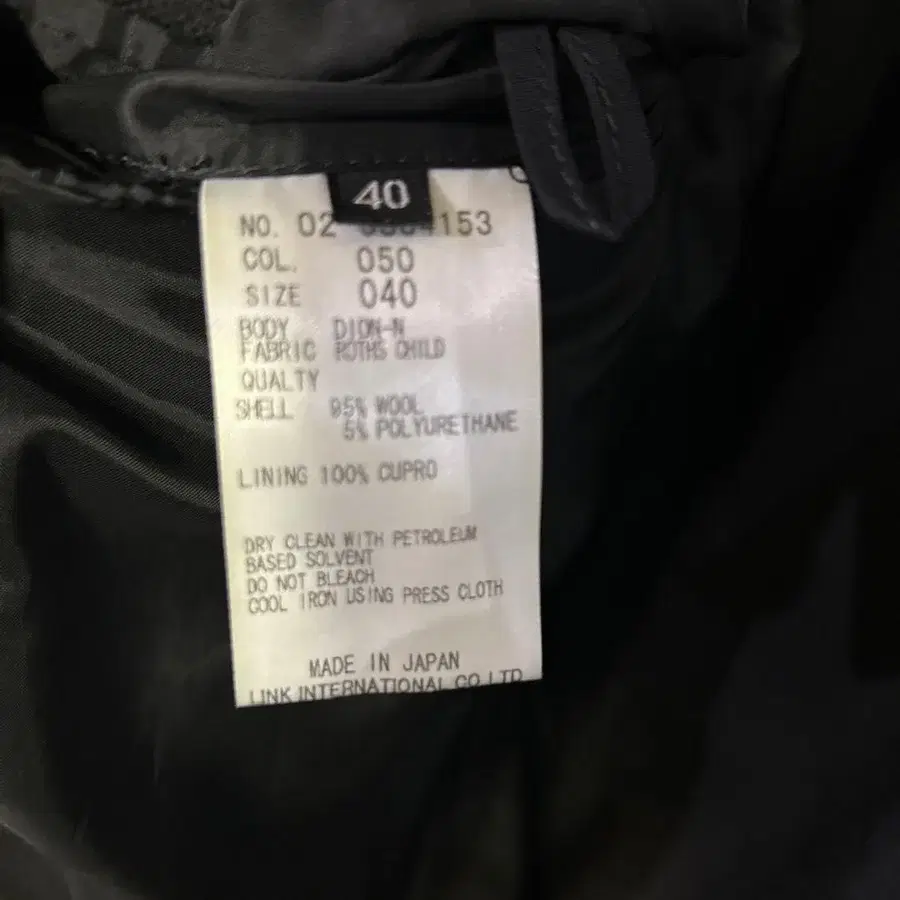 40
NO. 02 153
COL. 050
SIZE 040
BODY DION-N
FABRIC ROTHS CHILD
QUALTY
SHELL 95% WOOL
5% POLYURETHANE
LINING 100% CUPRO
DRY CLEAN WITH PETROLEUM
BASED SOLVENT
DO NOT BLEACH
COOL IRON USING PRESS CLOTH
MADE IN JAPAN
LINK INTERNATIONAL CO LTD